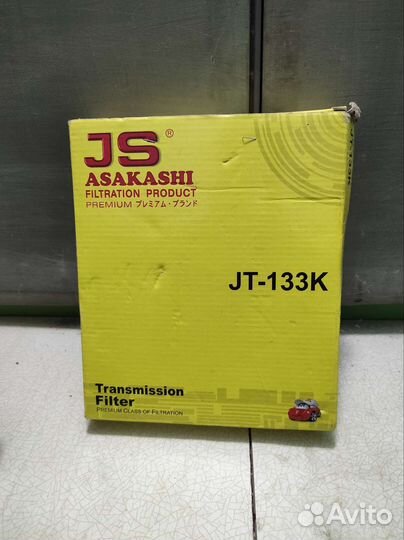 JS®
ASAKASHI
FILTRATION PRODUCT
PREMIUM プレミアム・ブランド
JT-133K
Transmission
Filter
PREMIUM CLASS OF FILTRATION
Avito